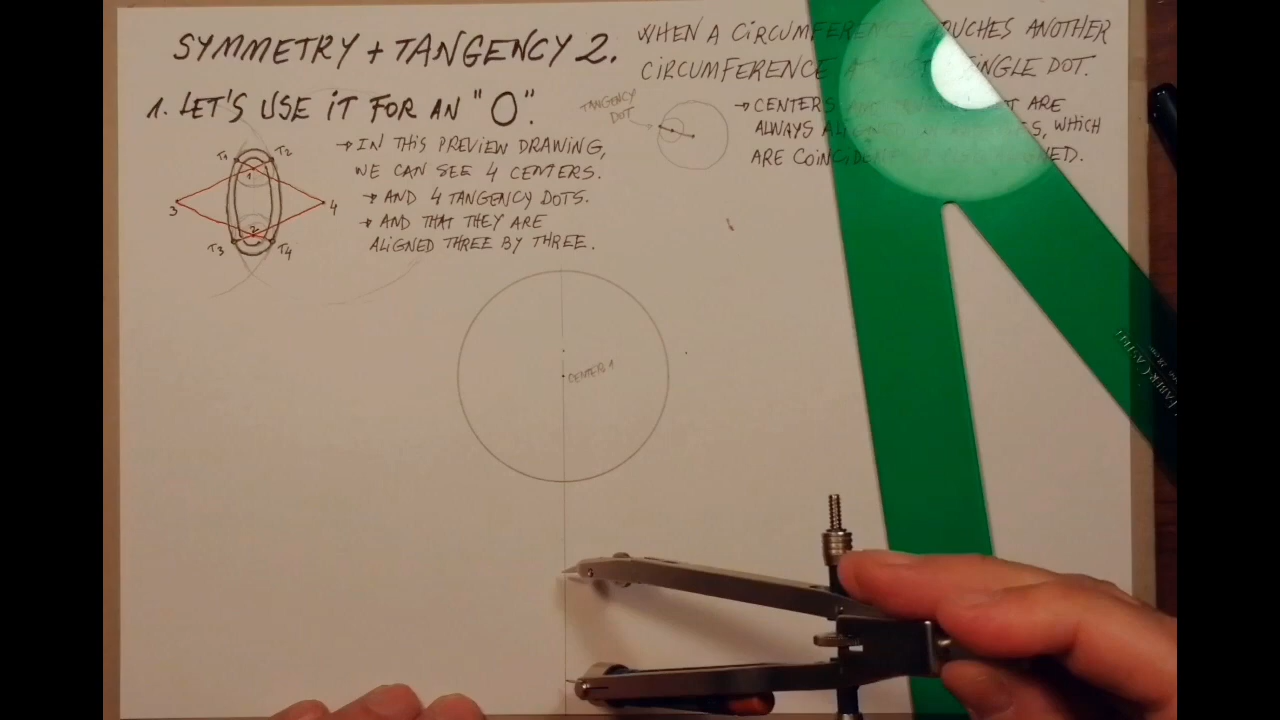 SYMMETRY + TANGENCY 2.
WHEN A CIRCUMFERENCE TOUCHES ANOTHER
CIRCUMFERENCE A SINGLE DOT.
TANGENCY
DOT
→ CENTERS ARE
ALWAYS WHICH
ARE
1. LET'S USE IT FOR AN "O".
→ IN THIS PREVIEW DRAWING,
WE CAN SEE 4 CENTERS.
→ AND 4 TANGENCY DOTS.
→ AND THAT THEY ARE
ALIGNED THREE BY THREE.
T1 T2
1
3 4
2
T3 T4
CENTER 1
FABER CASTELL